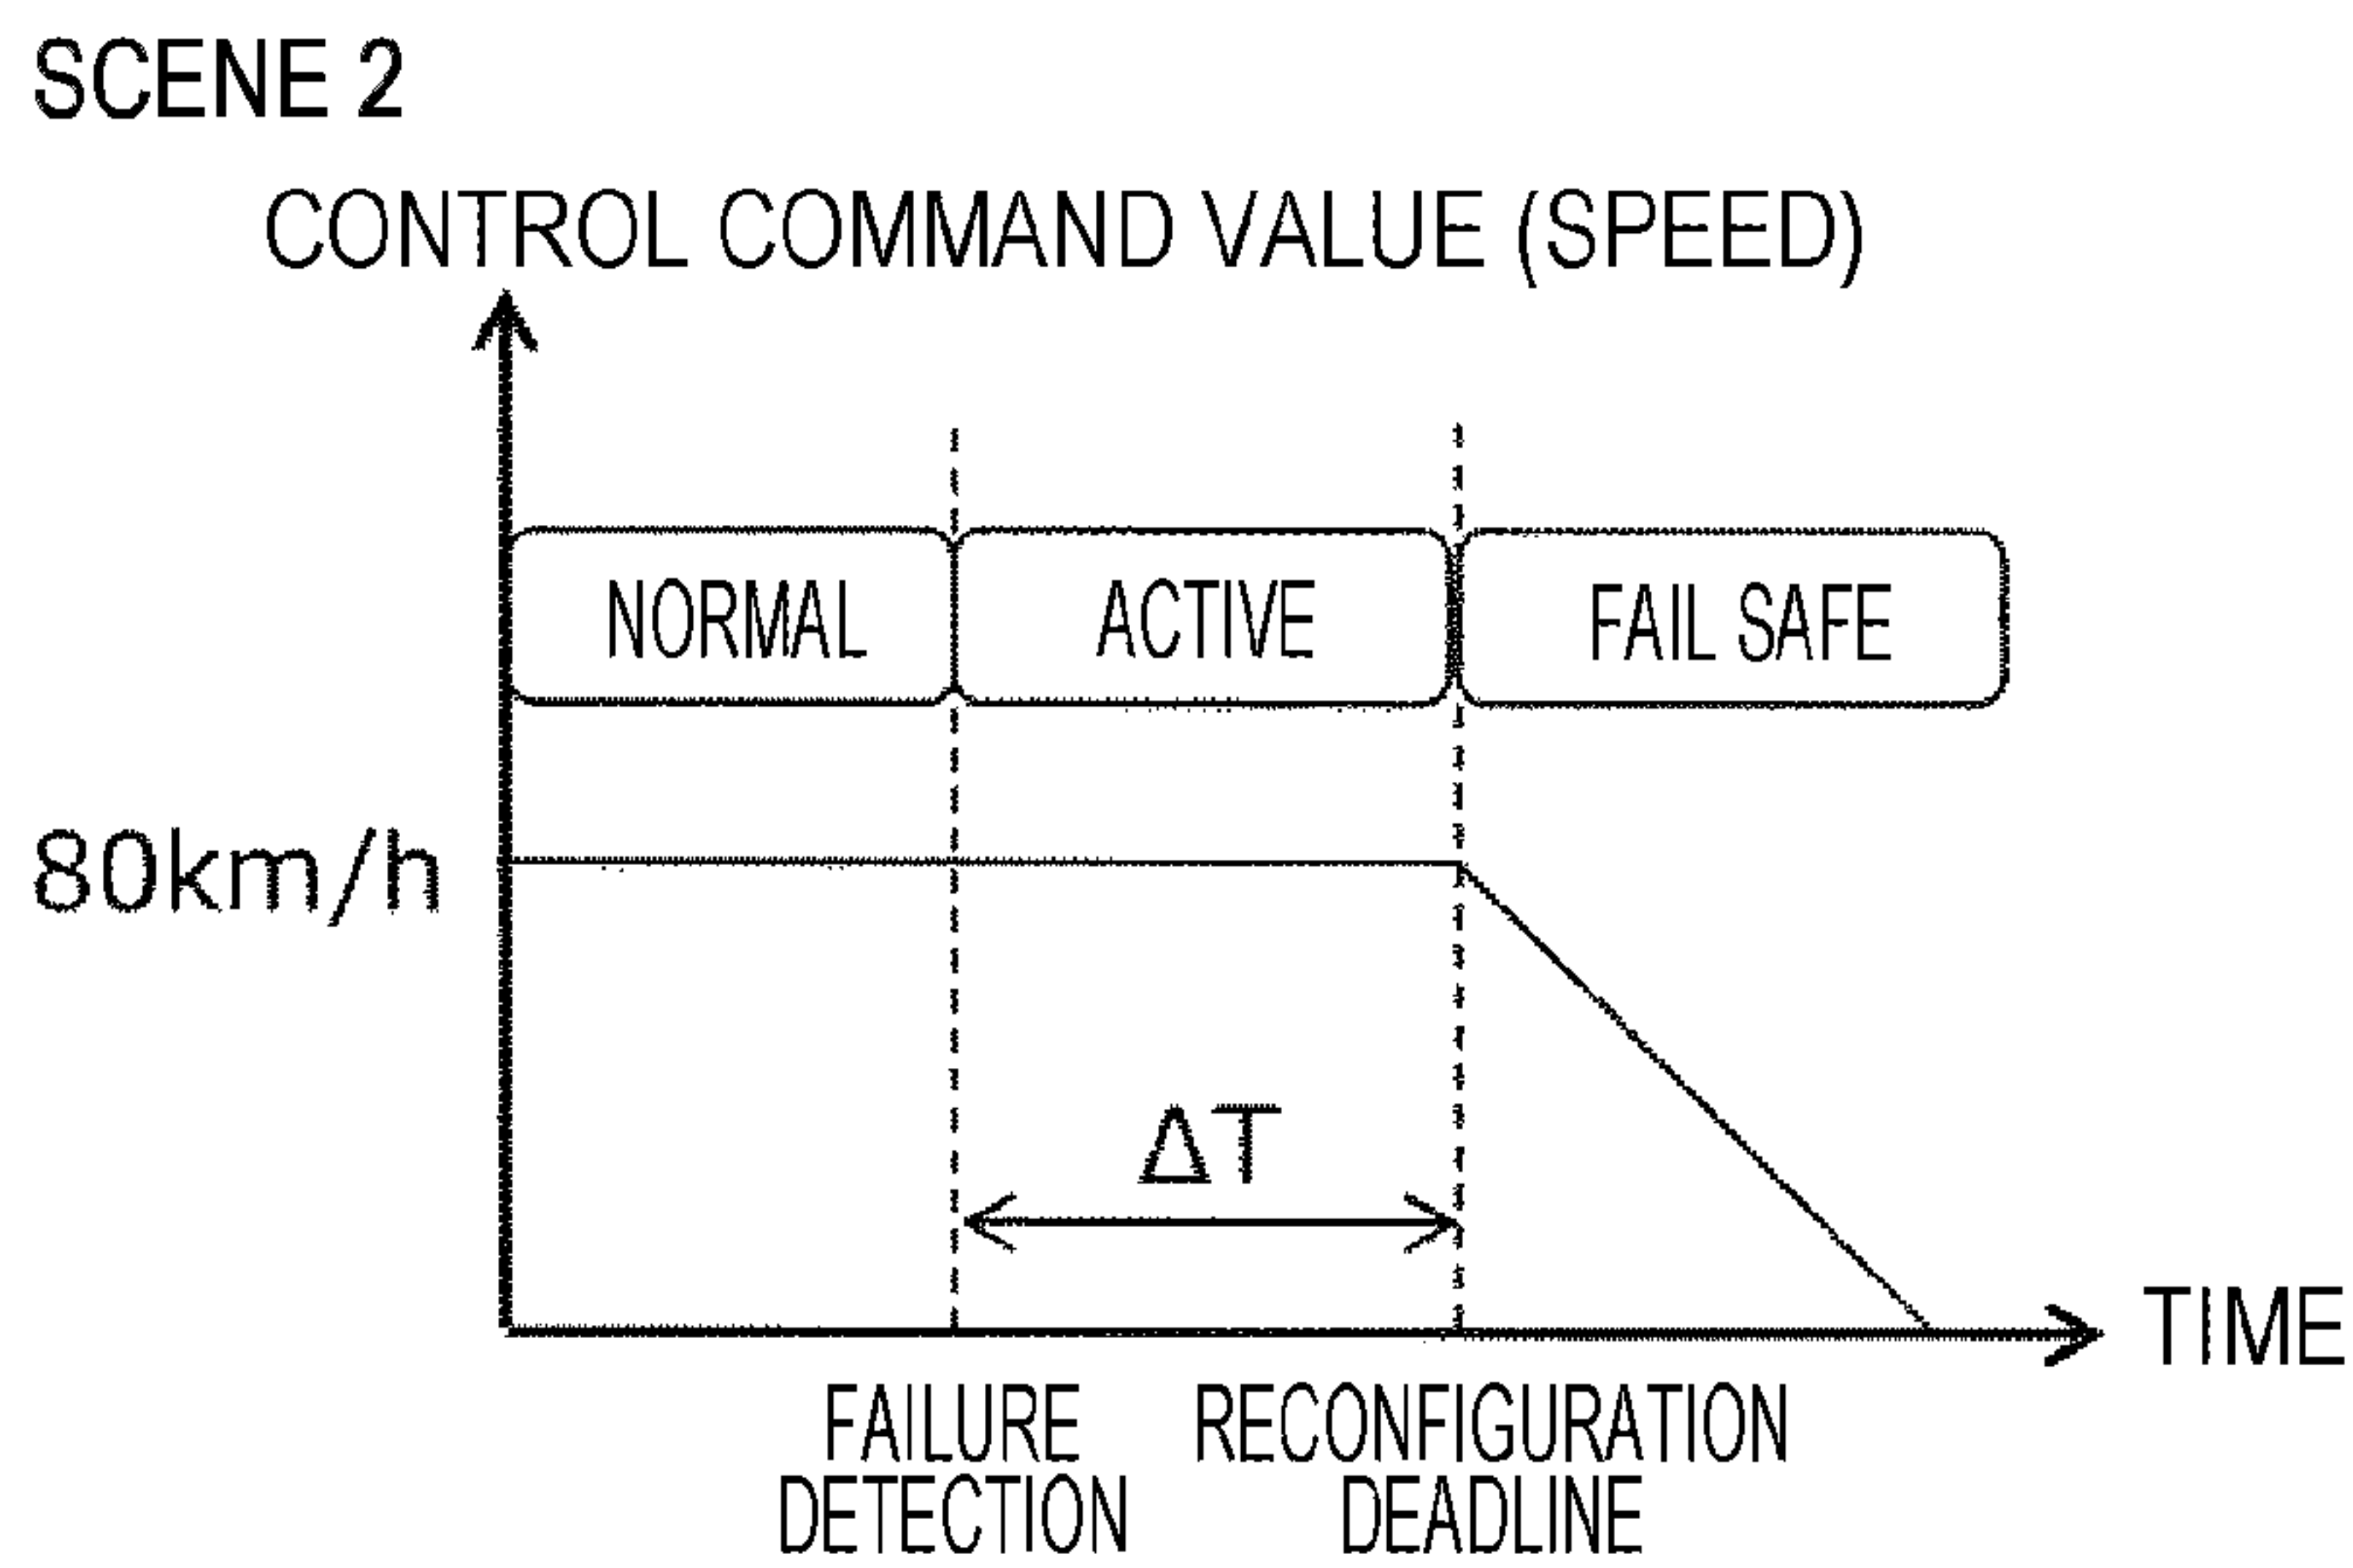 SCENE 2
CONTROL COMMAND VALUE (SPEED)
NORMAL ACTIVE FAIL SAFE
80km/h
ΔT
TIME
FAILURE RECONFIGURATION
DETECTION DEADLINE